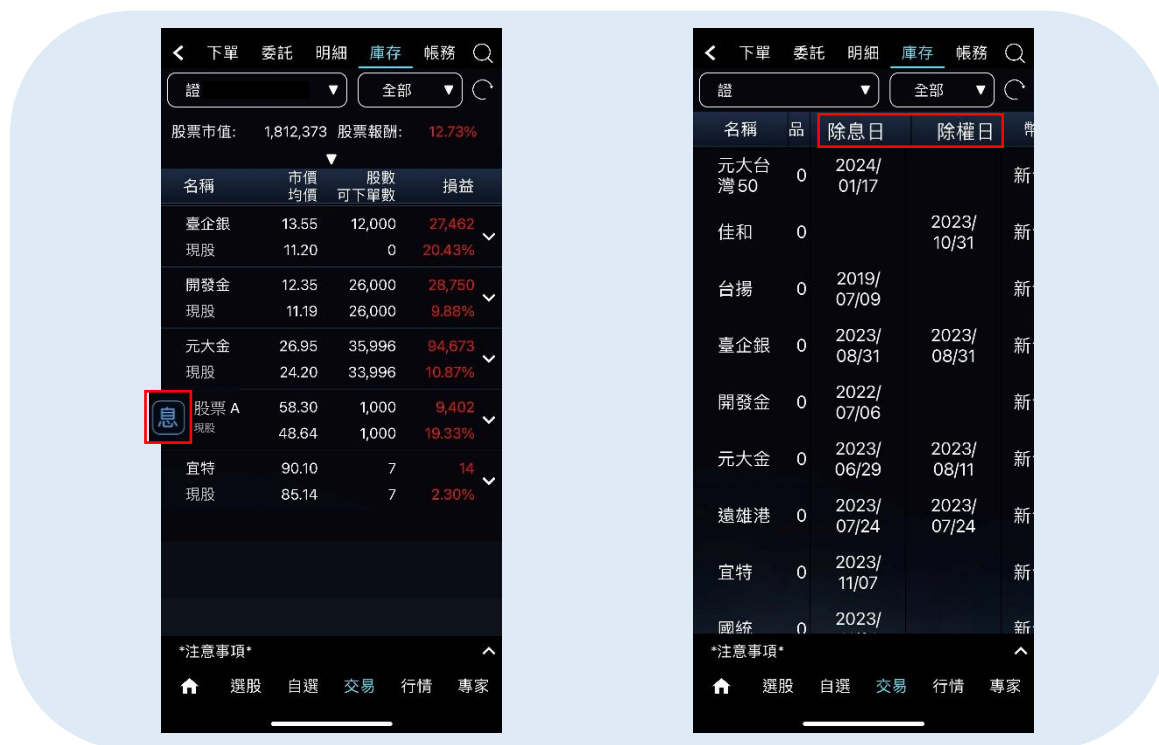 下單 委託 明細 庫存 帳務
證 全部
股票市值: 1,812,373 股票報酬: 12.73%
名稱 市價 股數 損益
均價 可下單數
臺企銀 13.55 12,000 27,462
現股 11.20 0 20.43%
開發金 12.35 26,000 28,750
現股 11.19 26,000 9.88%
元大金 26.95 35,996 94,673
現股 24.20 33,996 10.87%
息 股票 A 58.30 1,000 9,402
現股 48.64 1,000 19.33%
宜特 90.10 7 14
現股 85.14 7 2.30%
*注意事項*
選股 自選 交易 行情 專家
下單 委託 明細 庫存 帳務
證 全部
名稱 品 除息日 除權日 幣
元大台 0 2024/ 新
灣50 01/17
佳和 0 2023/ 新
10/31
台揚 0 2019/ 新
07/09
臺企銀 0 2023/ 2023/ 新
08/31 08/31
開發金 0 2022/ 新
07/06
元大金 0 2023/ 2023/ 新
06/29 08/11
遠雄港 0 2023/ 2023/ 新
07/24 07/24
宜特 0 2023/ 新
11/07
國統 0 2023/ 新
*注意事項*
選股 自選 交易 行情 專家